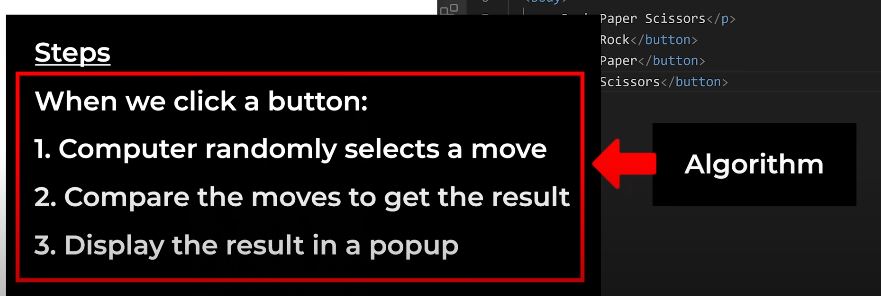 <body>
Paper Scissors</p>
Rock</button>
Paper</button>
Scissors</button>
Steps
When we click a button:
1. Computer randomly selects a move
2. Compare the moves to get the result
3. Display the result in a popup
Algorithm